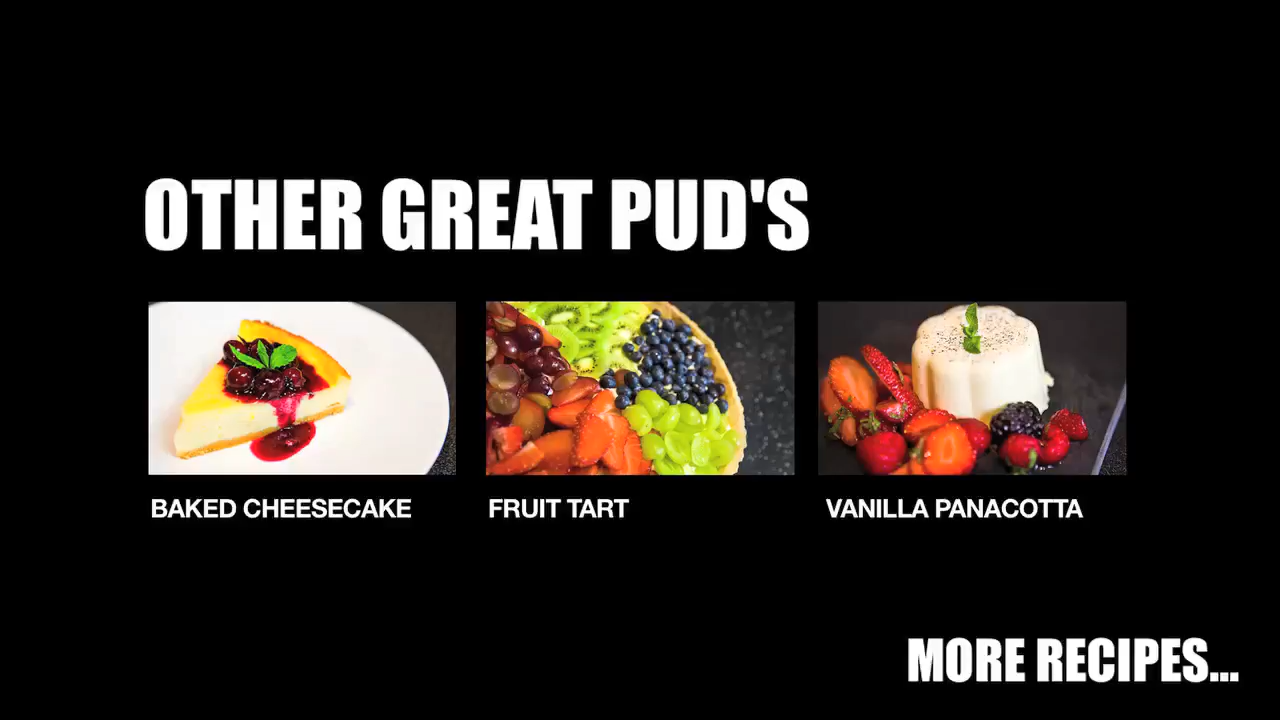 OTHER GREAT PUD'S
BAKED CHEESECAKE
FRUIT TART
VANILLA PANACOTTA
MORE RECIPES...